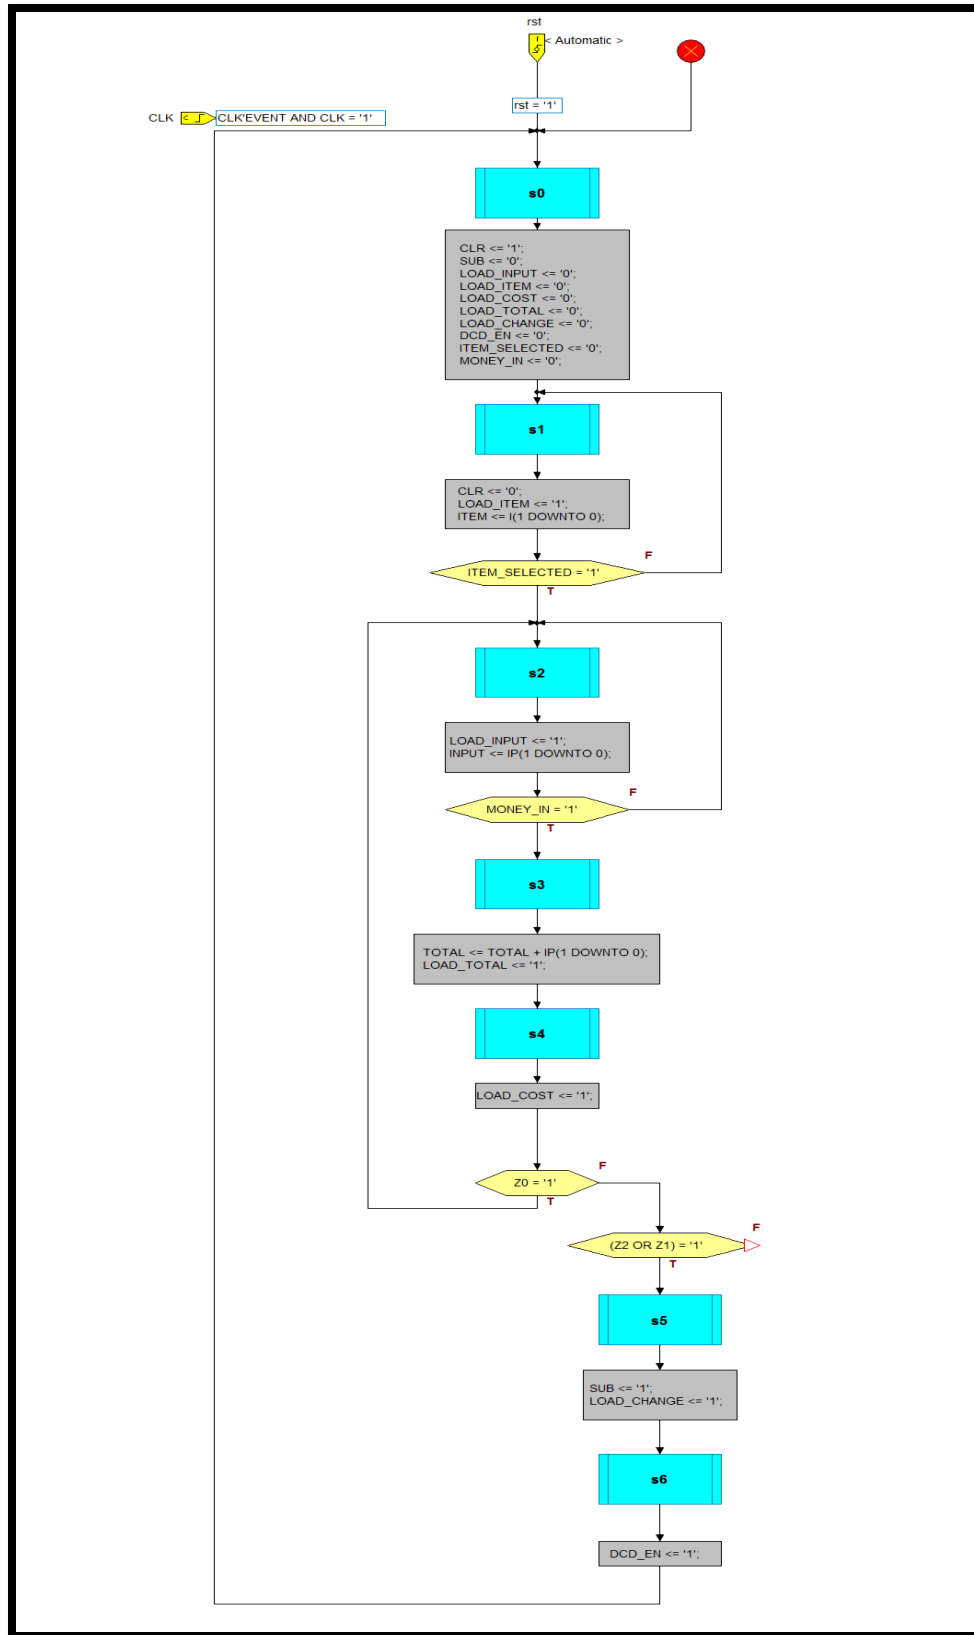 rst
< Automatic >
rst = '1'
CLK
CLK'EVENT AND CLK = '1'
s0
CLR <= '1';
SUB <= '0';
LOAD_INPUT <= '0';
LOAD_ITEM <= '0';
LOAD_COST <= '0';
LOAD_TOTAL <= '0';
LOAD_CHANGE <= '0';
DCD_EN <= '0';
ITEM_SELECTED <= '0';
MONEY_IN <= '0';
s1
CLR <= '0';
LOAD_ITEM <= '1';
ITEM <= I(1 DOWNTO 0);
F
ITEM_SELECTED = '1'
T
s2
LOAD_INPUT <= '1';
INPUT <= IP(1 DOWNTO 0);
F
MONEY_IN = '1'
T
s3
TOTAL <= TOTAL + IP(1 DOWNTO 0);
LOAD_TOTAL <= '1';
s4
LOAD_COST <= '1';
F
Z0 = '1'
T
F
(Z2 OR Z1) = '1'
T
s5
SUB <= '1';
LOAD_CHANGE <= '1';
s6
DCD_EN <= '1';